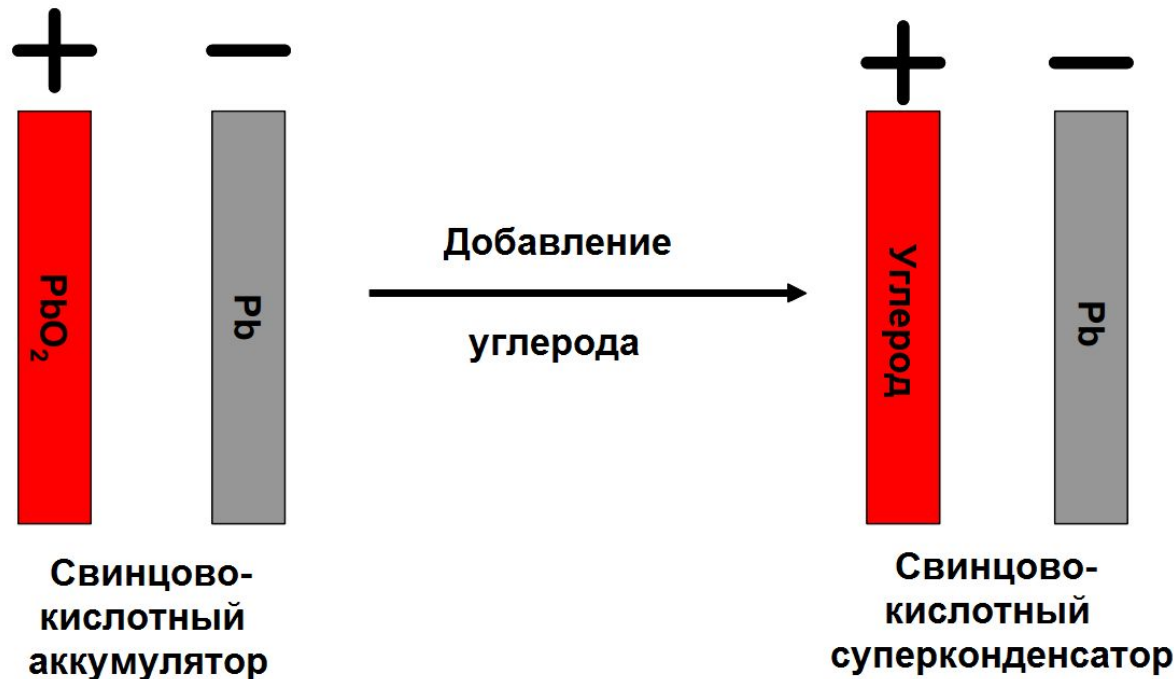 + −
+ −
PbO₂
Pb
Добавление
углерода
Углерод
Pb
Свинцово-
кислотный
аккумулятор
Свинцово-
кислотный
суперконденсатор